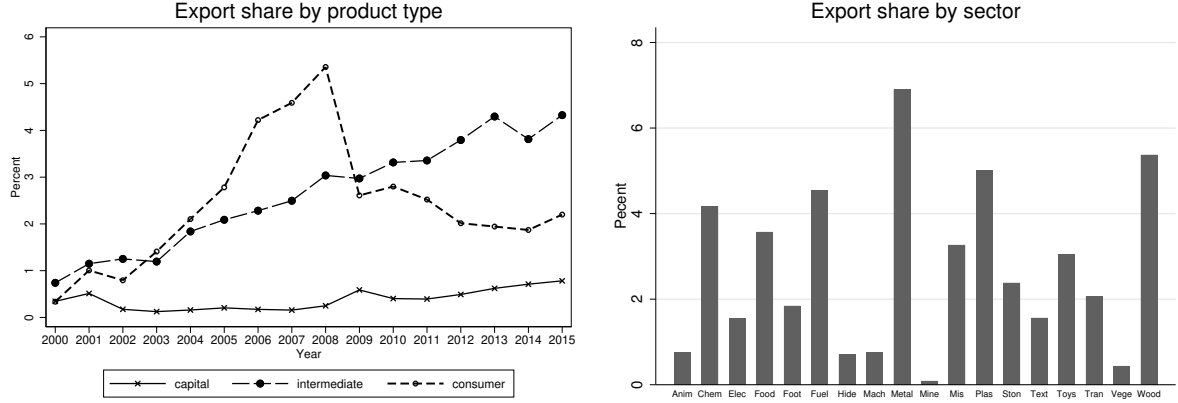 Export share by product type
Percent
6
5
4
3
2
1
0
2000 2001 2002 2003 2004 2005 2006 2007 2008 2009 2010 2011 2012 2013 2014 2015
Year
capital intermediate consumer
Export share by sector
Pecent
8
6
4
2
0
Anim Chem Elec Food Foot Fuel Hide Mach Metal Mine Mis Plas Ston Text Toys Tran Vege Wood